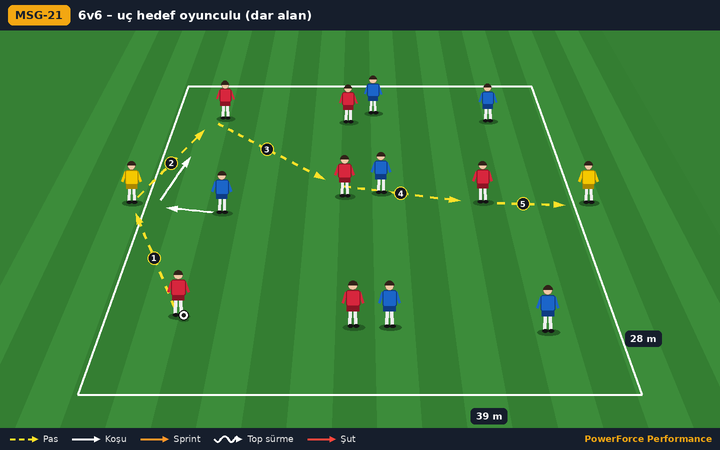 MSG-21 6v6 – uç hedef oyunculu (dar alan)
2
3
4
5
1
28 m
39 m
Pas Koşu Sprint Top sürme Şut PowerForce Performance